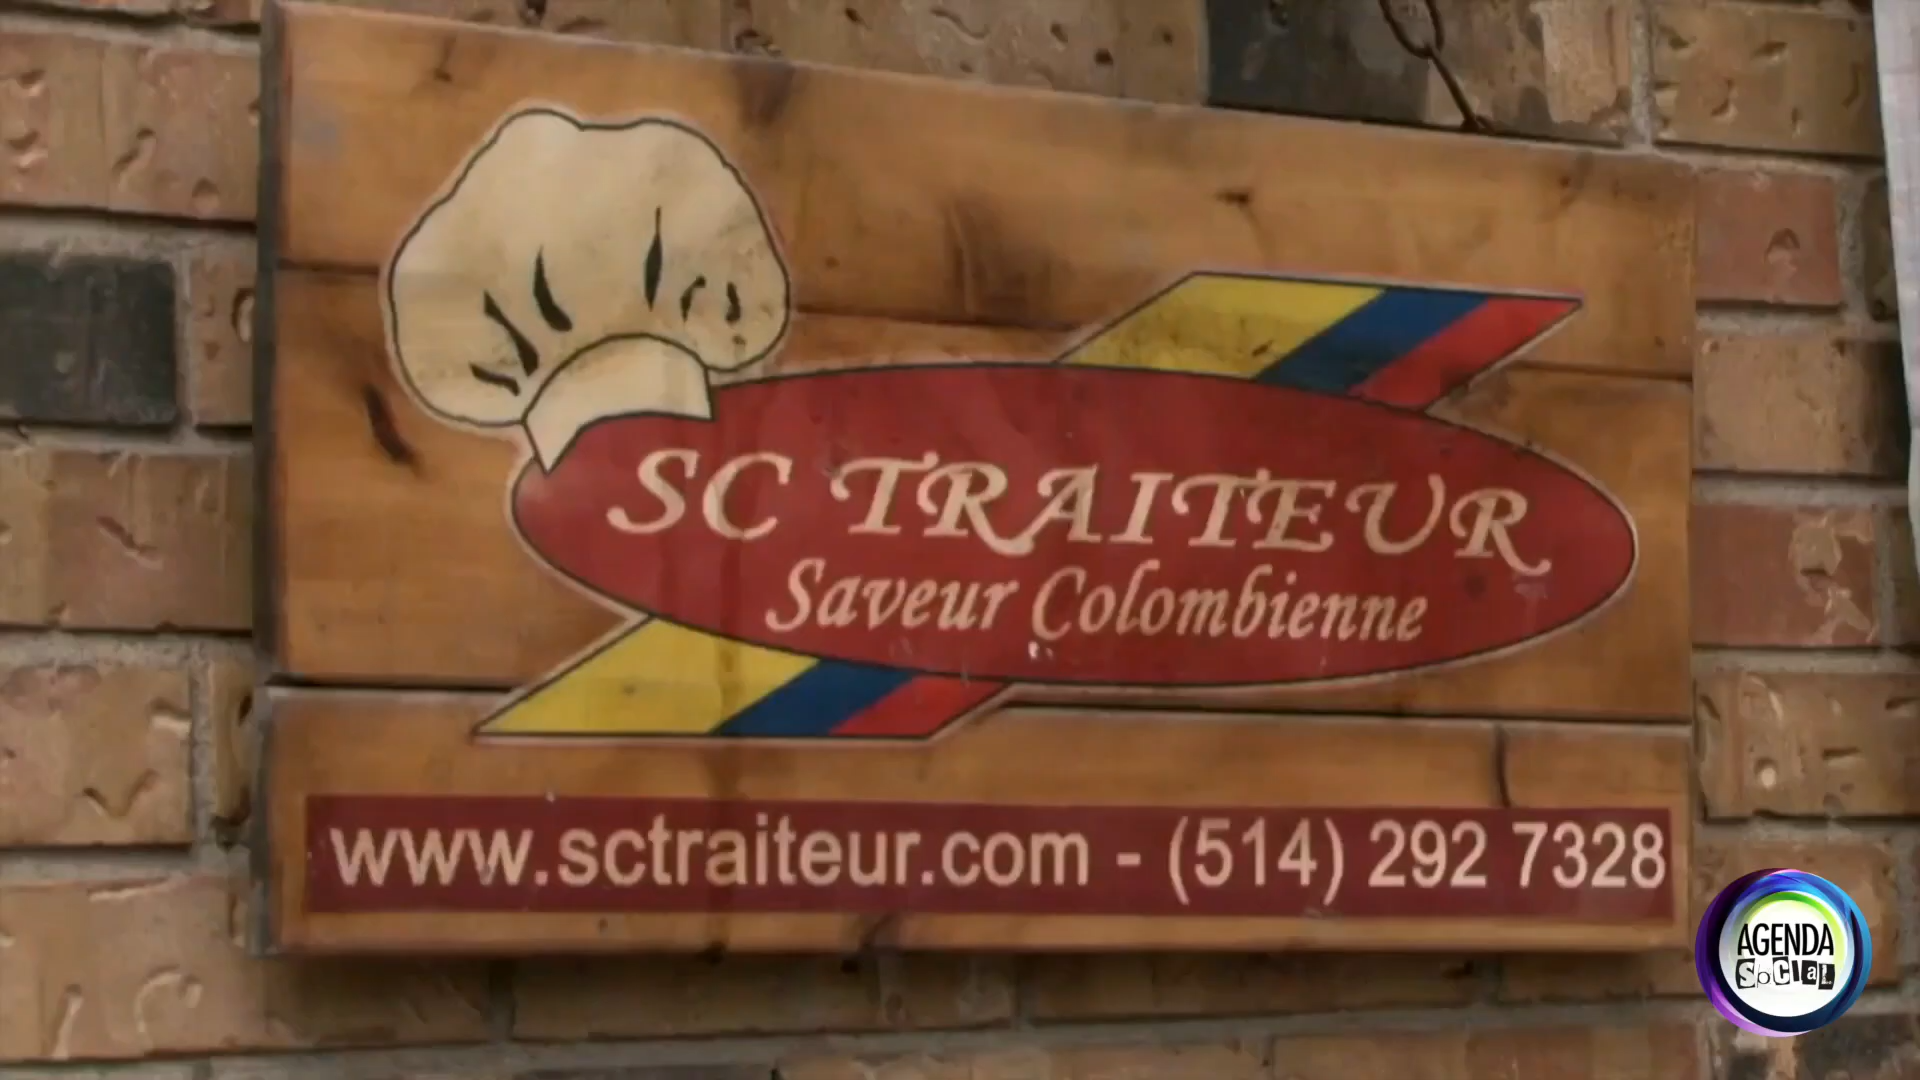 SC TRAITEUR
Saveur Colombienne
www.sctraiteur.com - (514) 292 7328
AGENDA
SOCIAL